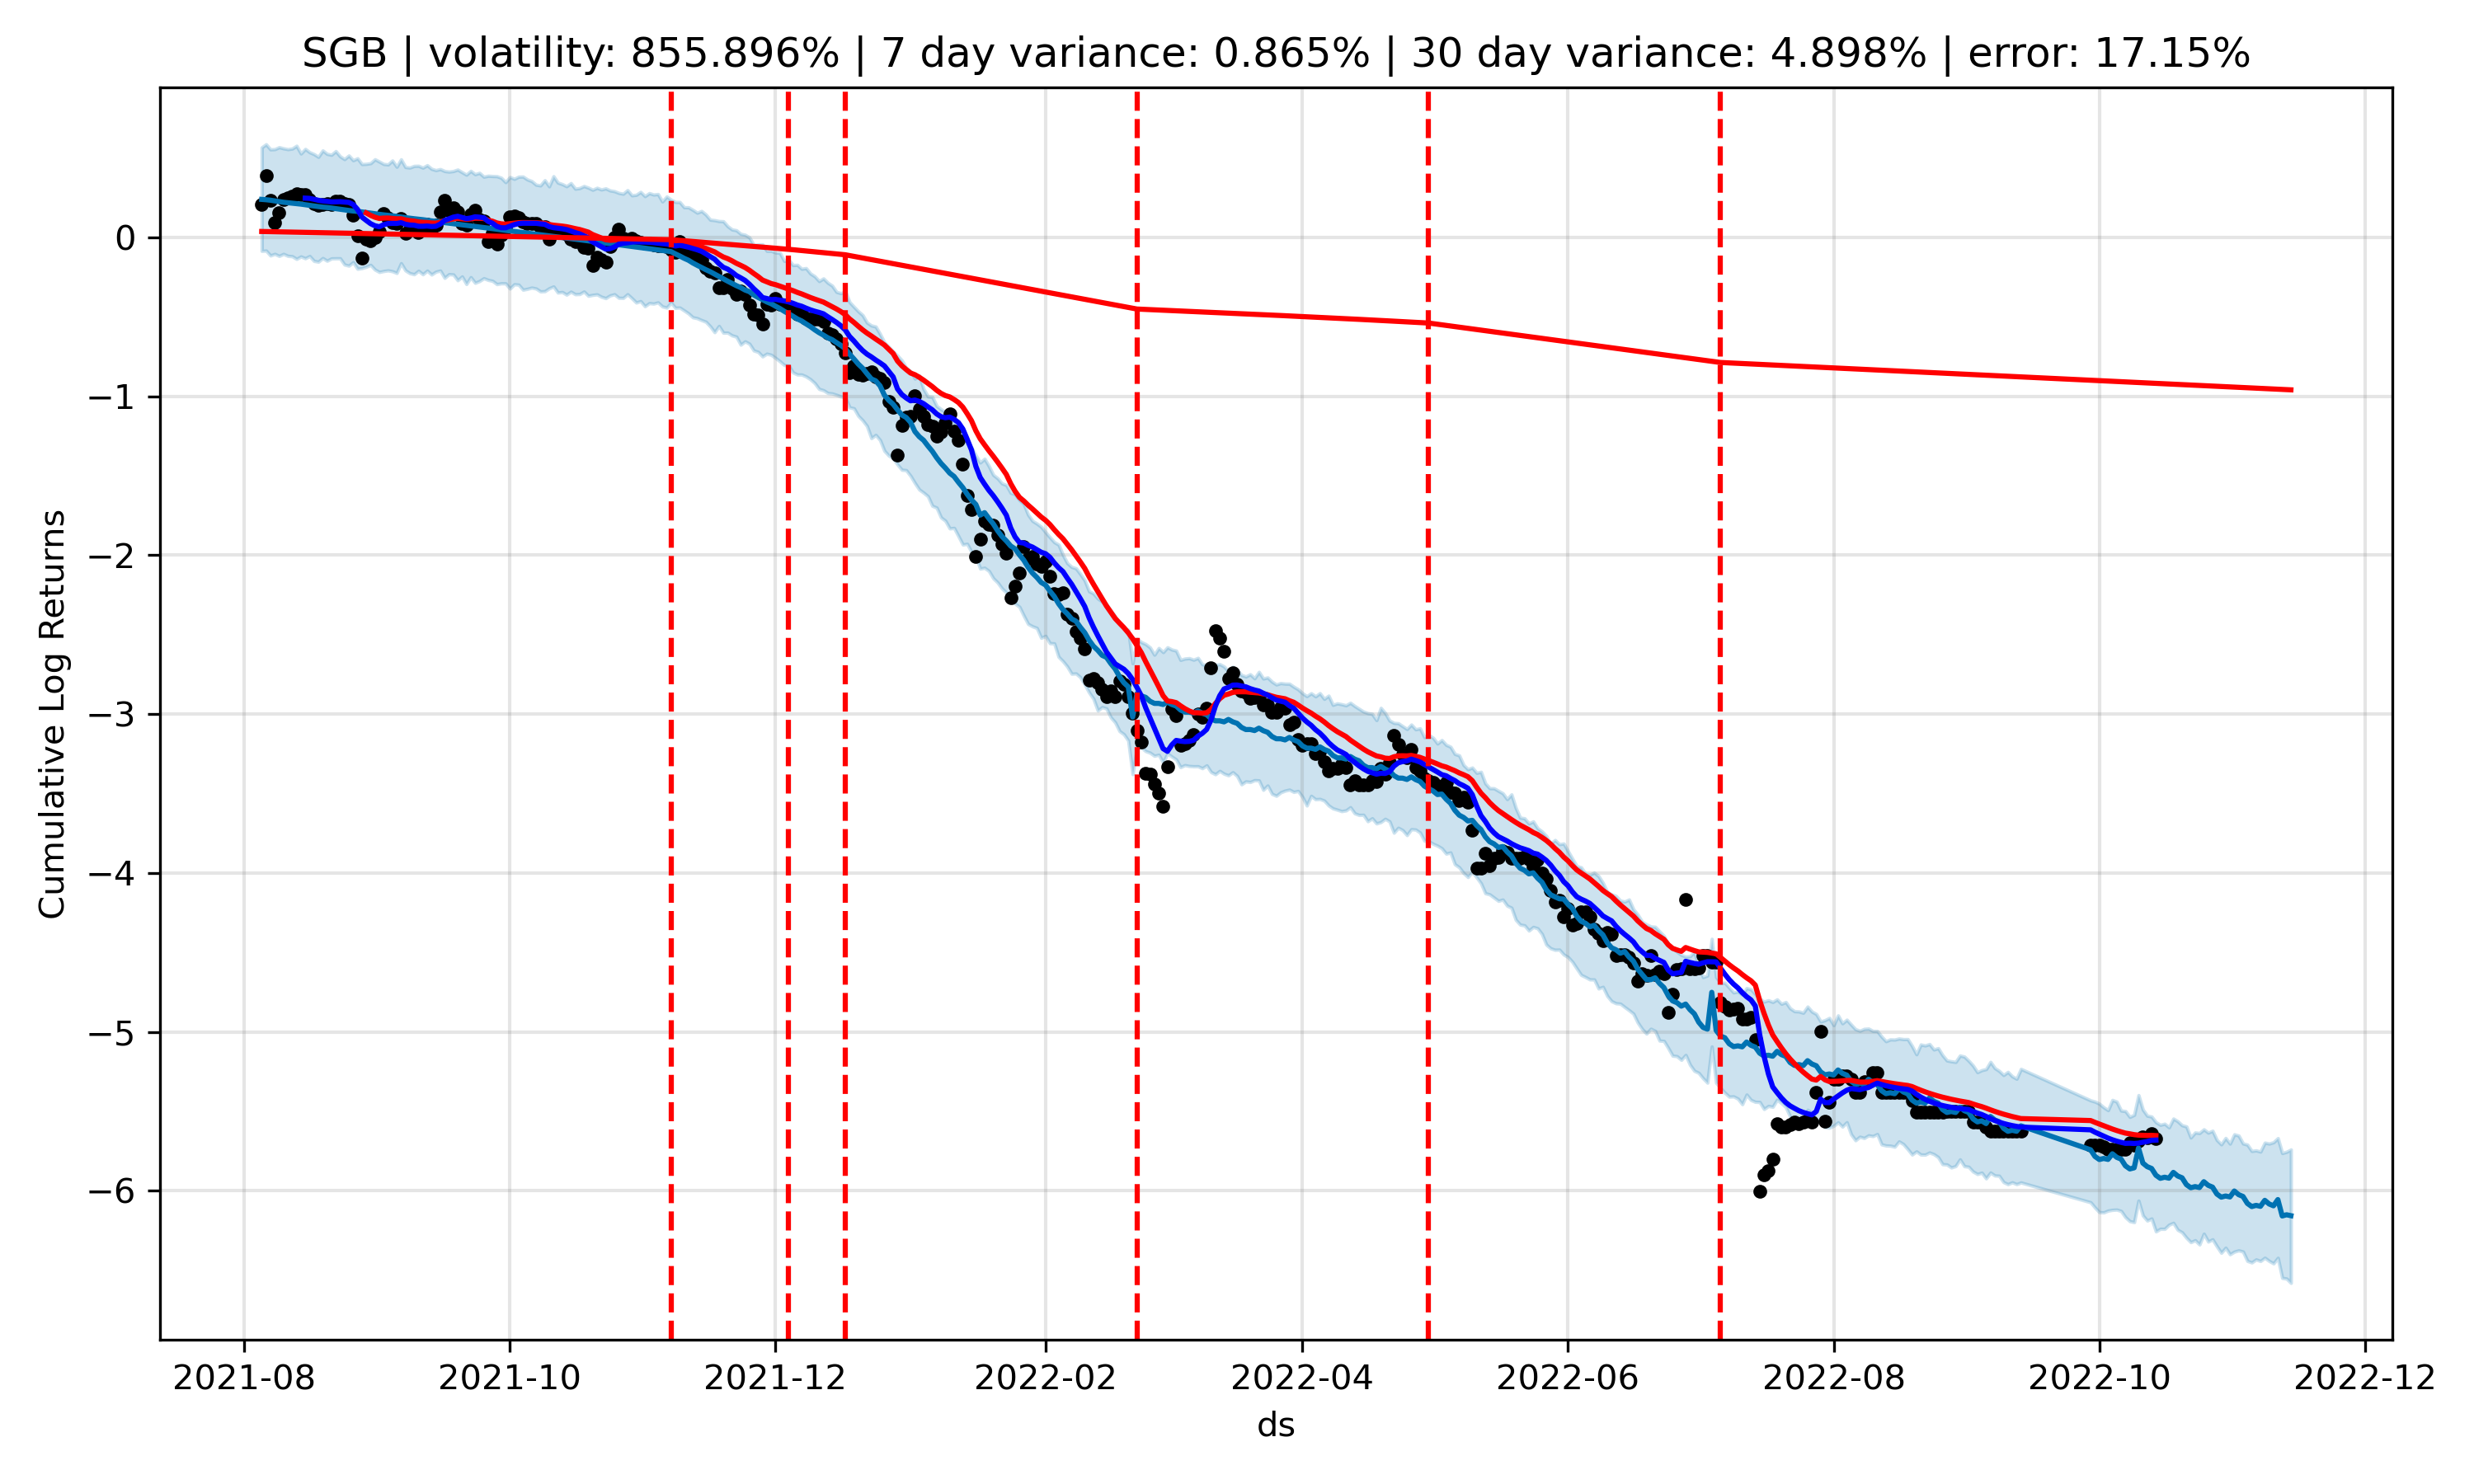 SGB | volatility: 855.896% | 7 day variance: 0.865% | 30 day variance: 4.898% | error: 17.15%
Cumulative Log Returns
0
−1
−2
−3
−4
−5
−6
2021-08 2021-10 2021-12 2022-02 2022-04 2022-06 2022-08 2022-10 2022-12
ds